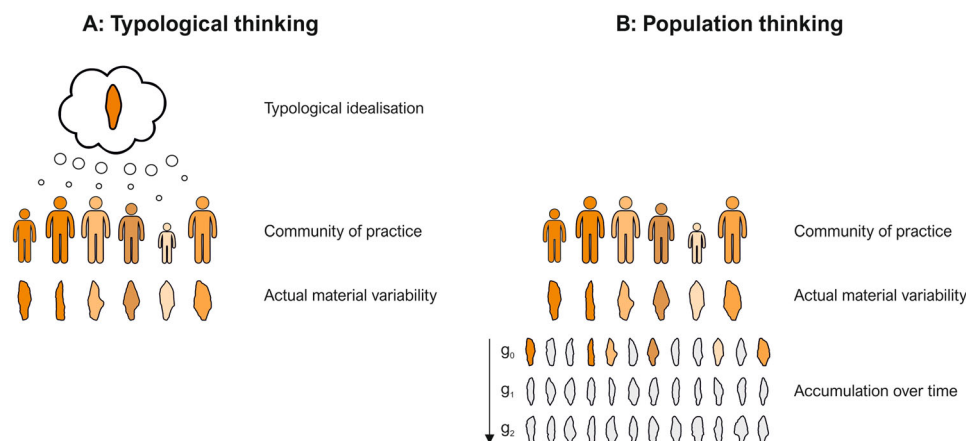 A: Typological thinking
Typological idealisation
Community of practice
Actual material variability
B: Population thinking
Community of practice
Actual material variability
g₀
g₁
Accumulation over time
g₂